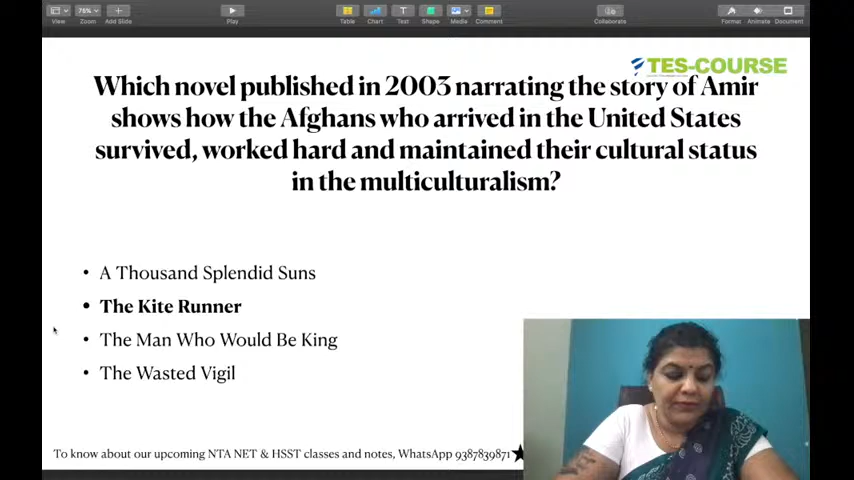 View
75%
Zoom
Add Slide
Play
Table
Chart
Text
Shape
Media
Comment
Collaborate
Format
Animate
Document
TES-COURSE
Which novel published in 2003 narrating the story of Amir
shows how the Afghans who arrived in the United States
survived, worked hard and maintained their cultural status
in the multiculturalism?
• A Thousand Splendid Suns
• The Kite Runner
• The Man Who Would Be King
• The Wasted Vigil
To know about our upcoming NTA NET & HSST classes and notes, WhatsApp 9387839871